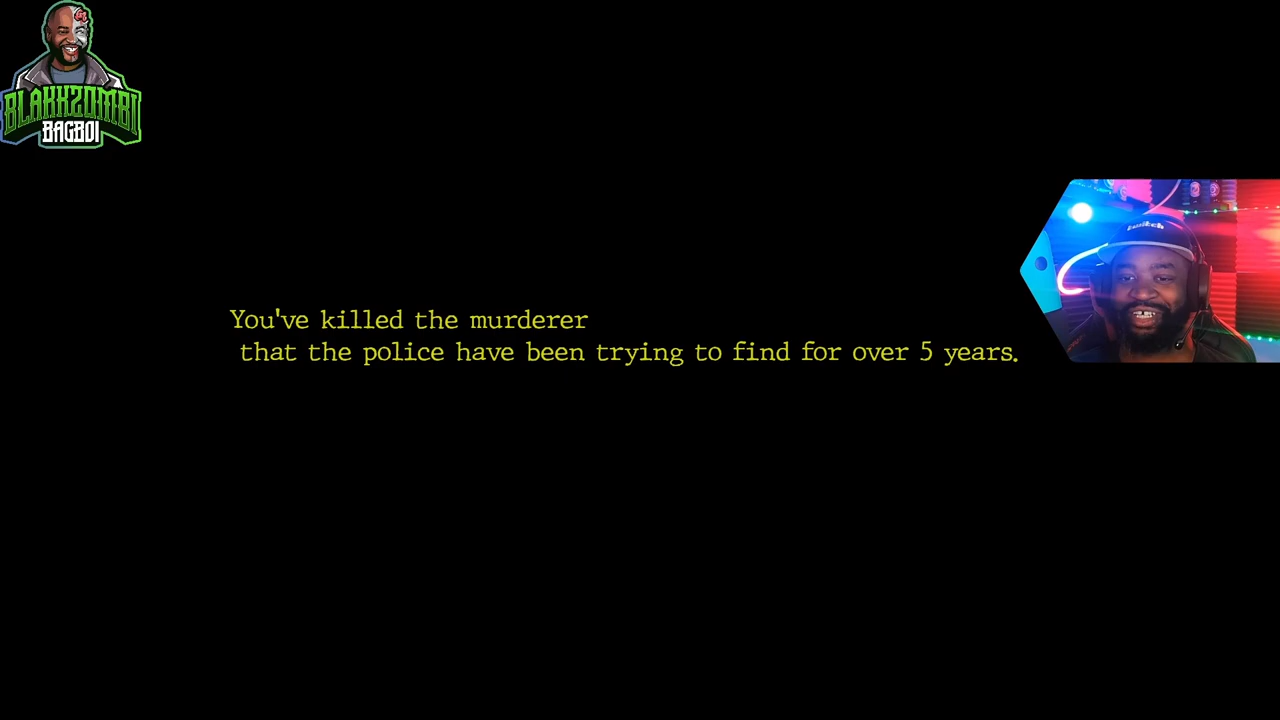 BLAKKZOMBI
BAGBOI
twitch
You've killed the murderer
that the police have been trying to find for over 5 years.